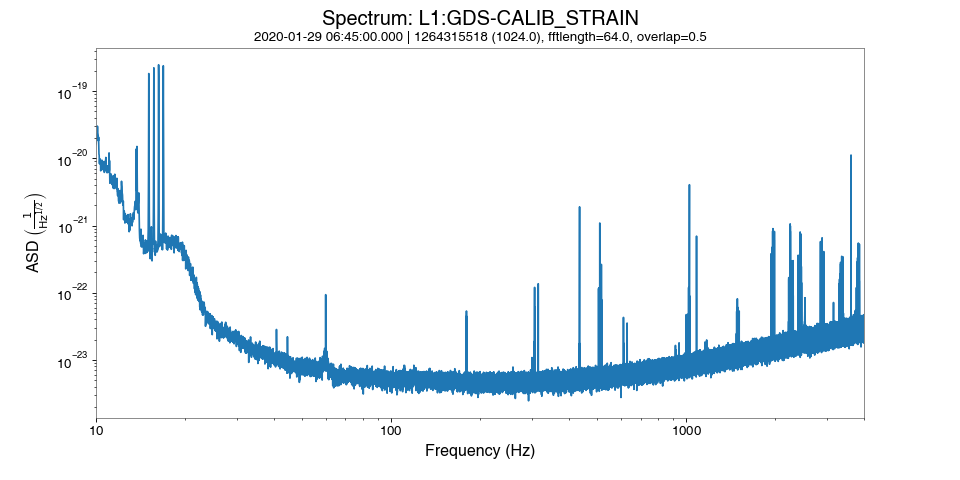 Spectrum: L1:GDS-CALIB_STRAIN
2020-01-29 06:45:00.000 | 1264315518 (1024.0), fftlength=64.0, overlap=0.5
ASD (1/Hz^1/2)
10^−19
10^−20
10^−21
10^−22
10^−23
10 100 1000
Frequency (Hz)